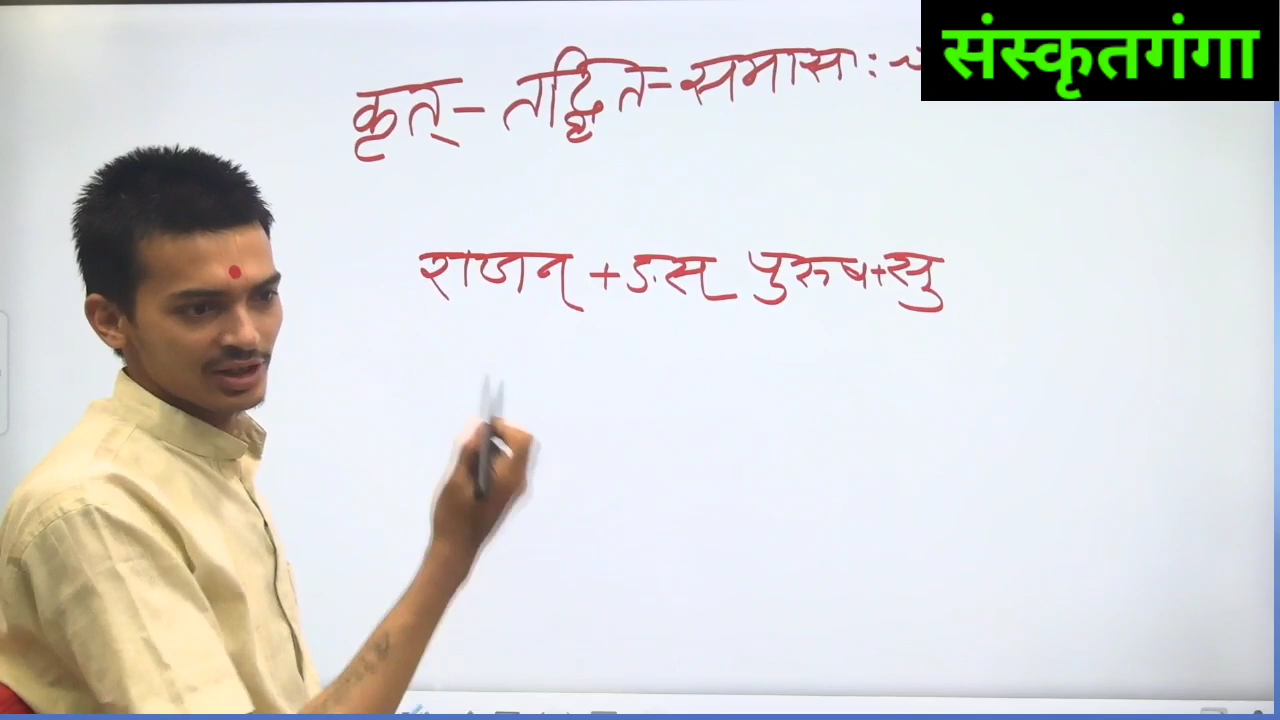 संस्कृतगंगा
कृत् - तद्धित - समासाः
राजन् + ङस् पुरुष + सु